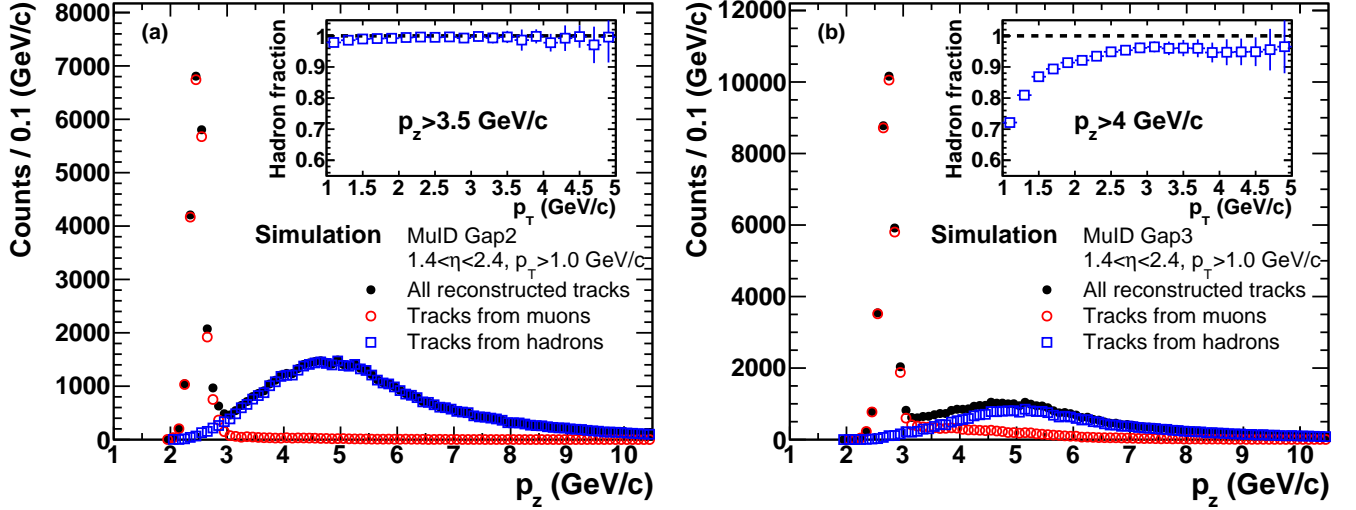 (a)
Counts / 0.1 (GeV/c)
8000
7000
6000
5000
4000
3000
2000
1000
0
1 2 3 4 5 6 7 8 9 10
p_z (GeV/c)
Hadron fraction
1
0.9
0.8
0.7
0.6
p_z>3.5 GeV/c
1 1.5 2 2.5 3 3.5 4 4.5 5
p_T (GeV/c)
Simulation
MuID Gap2
1.4<η<2.4, p_T>1.0 GeV/c
All reconstructed tracks
Tracks from muons
Tracks from hadrons
(b)
Counts / 0.1 (GeV/c)
12000
10000
8000
6000
4000
2000
0
1 2 3 4 5 6 7 8 9 10
p_z (GeV/c)
Hadron fraction
1
0.9
0.8
0.7
0.6
p_z>4 GeV/c
1 1.5 2 2.5 3 3.5 4 4.5 5
p_T (GeV/c)
Simulation
MuID Gap3
1.4<η<2.4, p_T>1.0 GeV/c
All reconstructed tracks
Tracks from muons
Tracks from hadrons